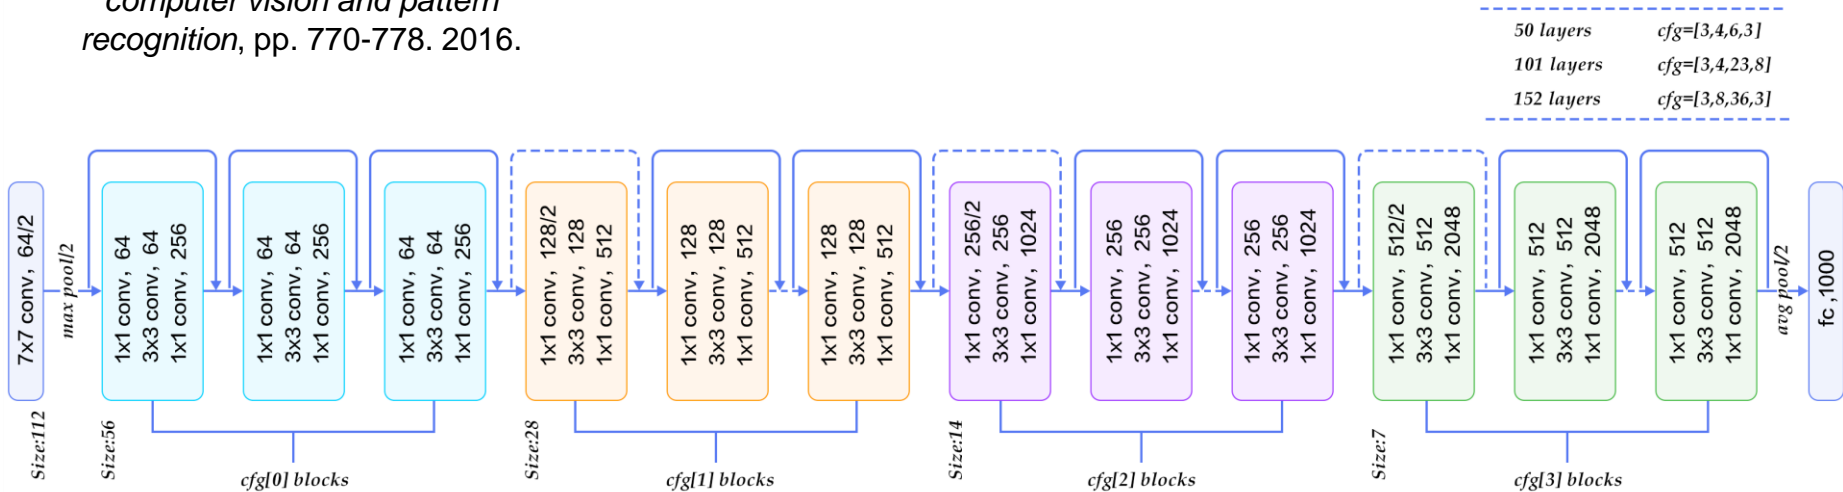 computer vision and pattern
recognition, pp. 770-778. 2016.
50 layers cfg=[3,4,6,3]
101 layers cfg=[3,4,23,8]
152 layers cfg=[3,8,36,3]
7x7 conv, 64/2
max pool/2
1x1 conv, 64
3x3 conv, 64
1x1 conv, 256
1x1 conv, 64
3x3 conv, 64
1x1 conv, 256
1x1 conv, 64
3x3 conv, 64
1x1 conv, 256
1x1 conv, 128/2
3x3 conv, 128
1x1 conv, 512
1x1 conv, 128
3x3 conv, 128
1x1 conv, 512
1x1 conv, 128
3x3 conv, 128
1x1 conv, 512
1x1 conv, 256/2
3x3 conv, 256
1x1 conv, 1024
1x1 conv, 256
3x3 conv, 256
1x1 conv, 1024
1x1 conv, 256
3x3 conv, 256
1x1 conv, 1024
1x1 conv, 512/2
3x3 conv, 512
1x1 conv, 2048
1x1 conv, 512
3x3 conv, 512
1x1 conv, 2048
1x1 conv, 512
3x3 conv, 512
1x1 conv, 2048
avg pool/2
fc ,1000
Size:112
Size:56
Size:28
Size:14
Size:7
cfg[0] blocks
cfg[1] blocks
cfg[2] blocks
cfg[3] blocks